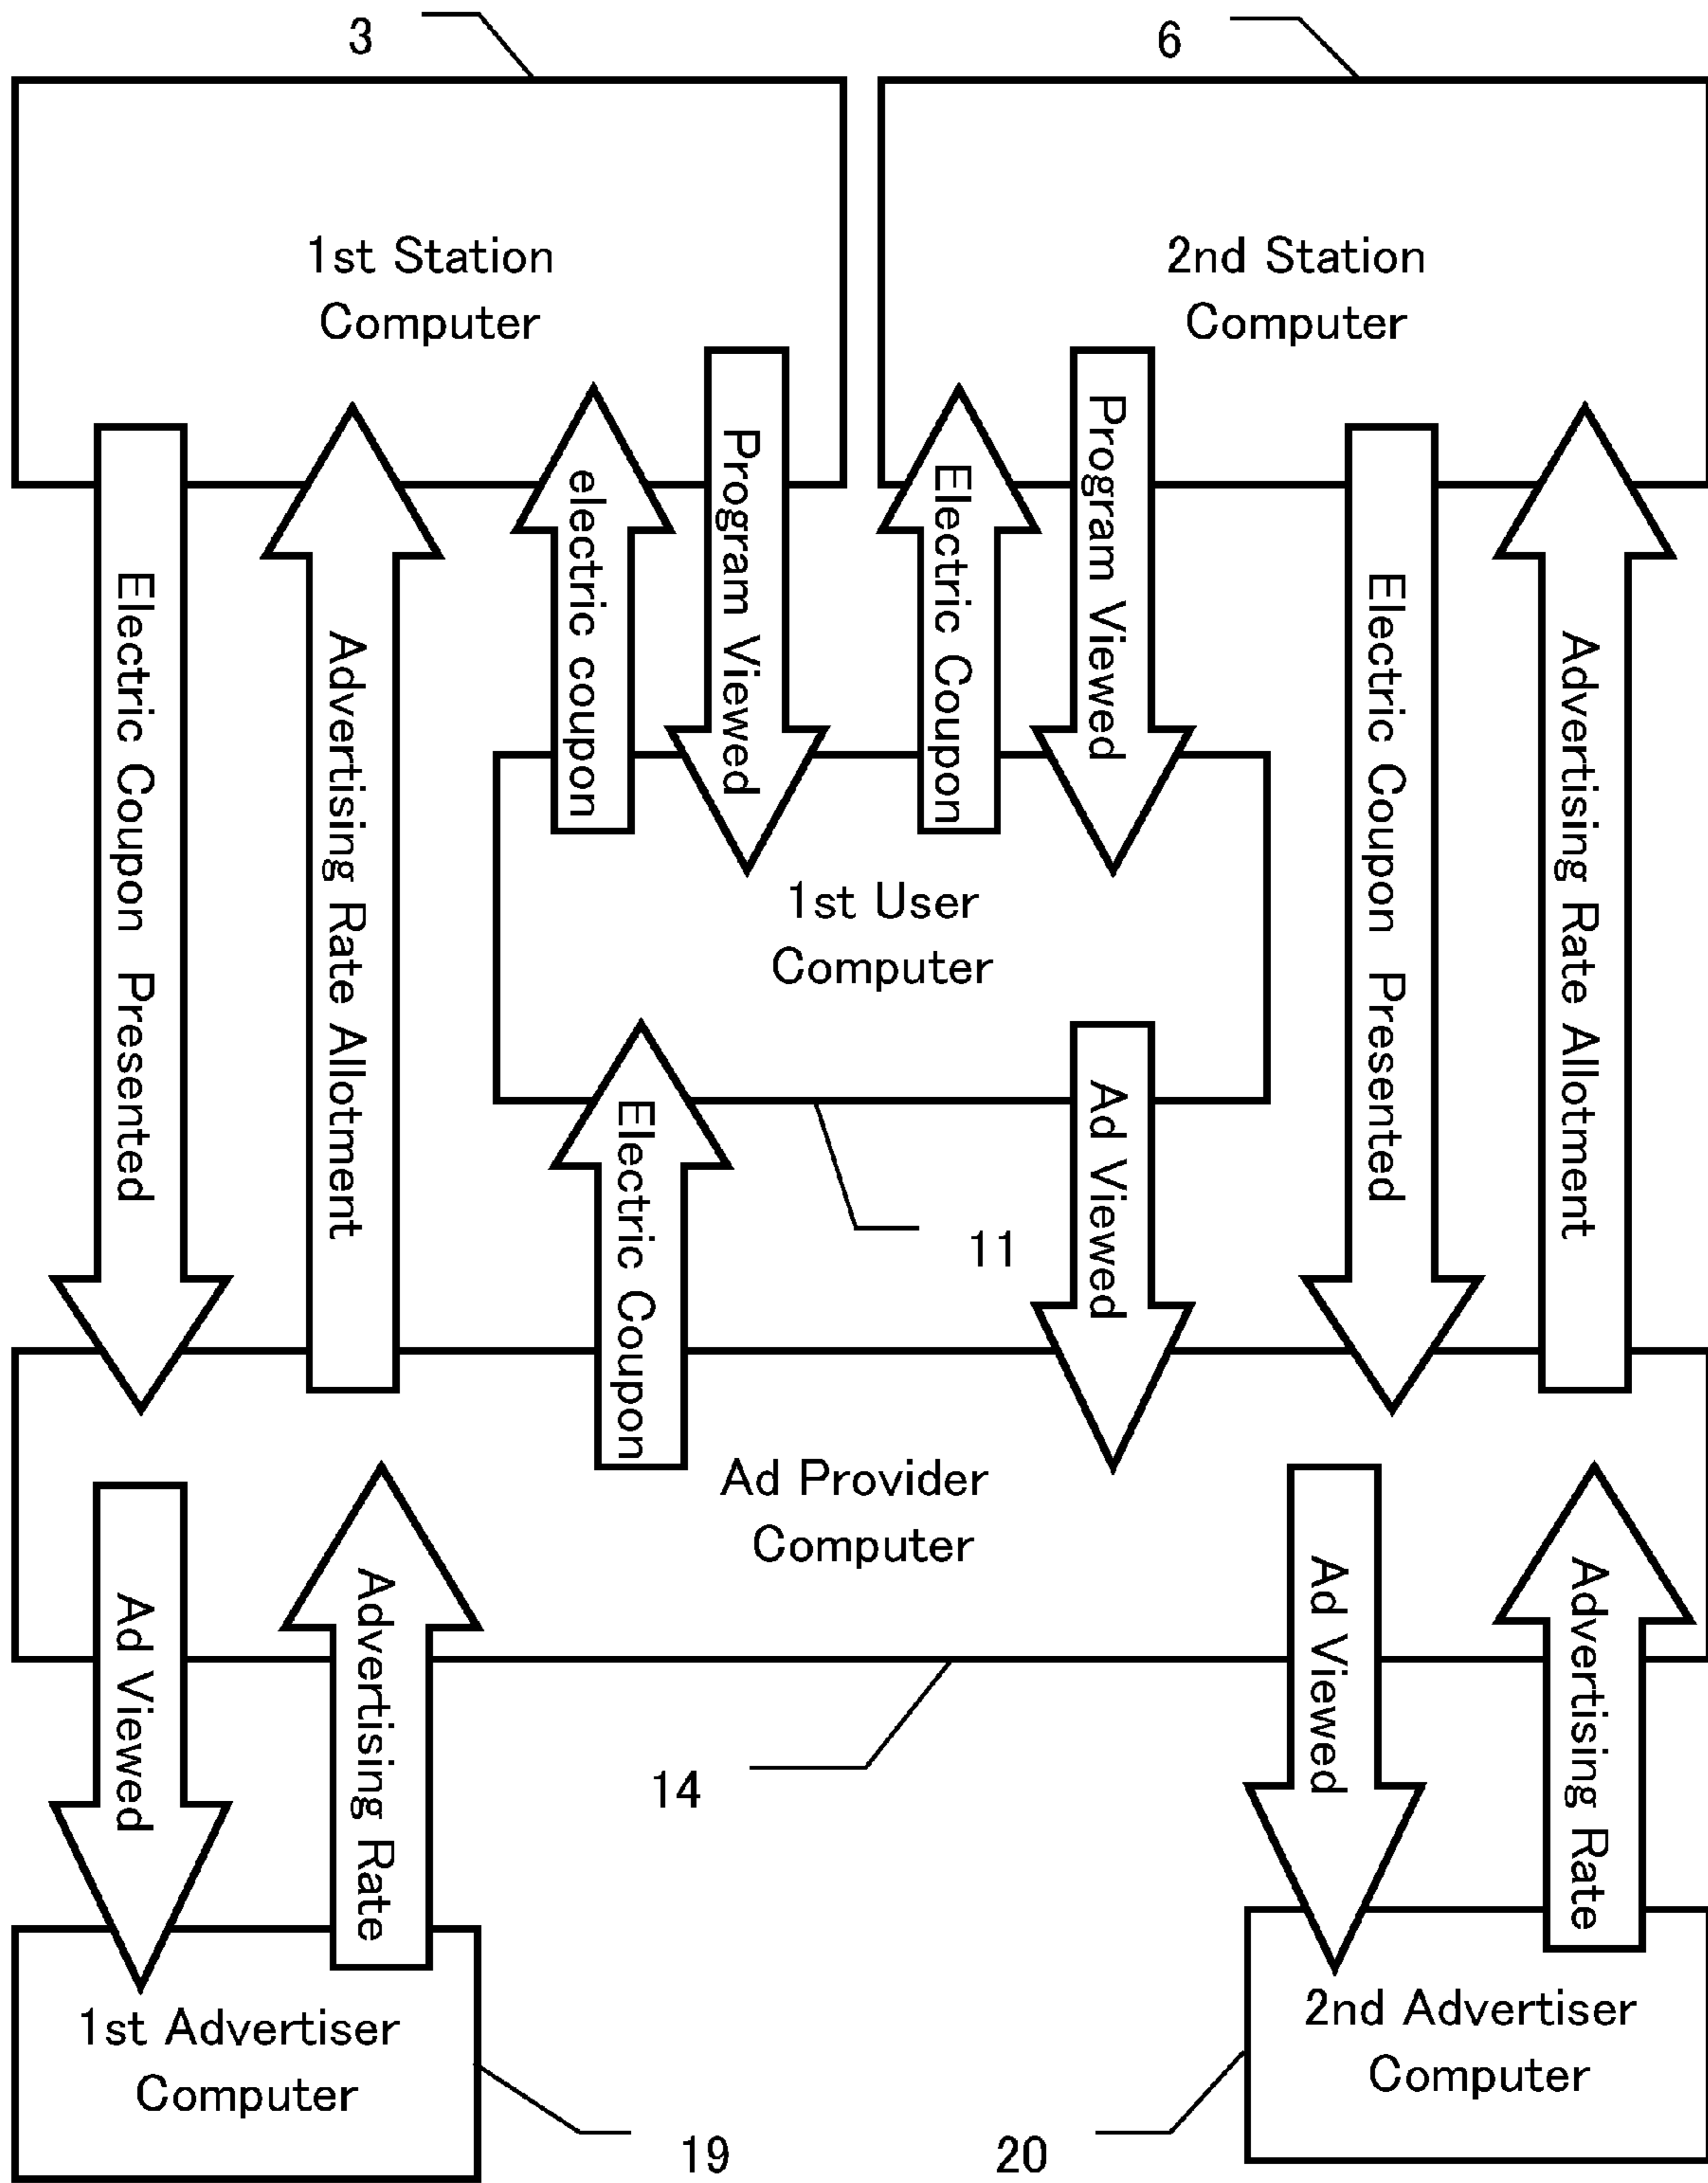 3
6
1st Station
Computer
2nd Station
Computer
Electric Coupon Presented
Advertising Rate Allotment
electric coupon
Program Viewed
Electric Coupon
Program Viewed
Electric Coupon Presented
Advertising Rate Allotment
1st User
Computer
Electric Coupon
Ad Viewed
11
Ad Provider
Computer
Ad Viewed
Advertising Rate
Ad Viewed
Advertising Rate
14
1st Advertiser
Computer
2nd Advertiser
Computer
19
20